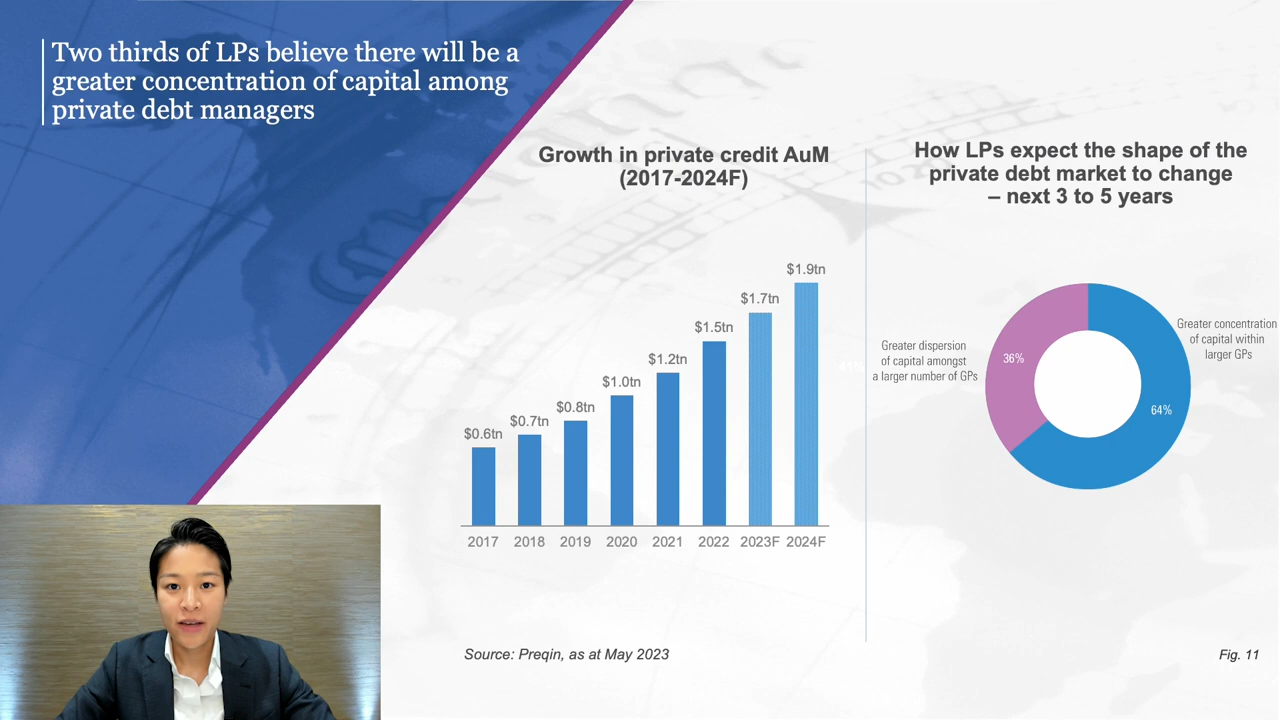 Two thirds of LPs believe there will be a
greater concentration of capital among
private debt managers
Growth in private credit AuM
(2017-2024F)
$0.6tn
$0.7tn
$0.8tn
$1.0tn
$1.2tn
$1.5tn
$1.7tn
$1.9tn
2017 2018 2019 2020 2021 2022 2023F 2024F
Source: Preqin, as at May 2023
How LPs expect the shape of the
private debt market to change
– next 3 to 5 years
Greater dispersion
of capital amongst
a larger number of GPs
36%
Greater concentration
of capital within
larger GPs
64%
Fig. 11